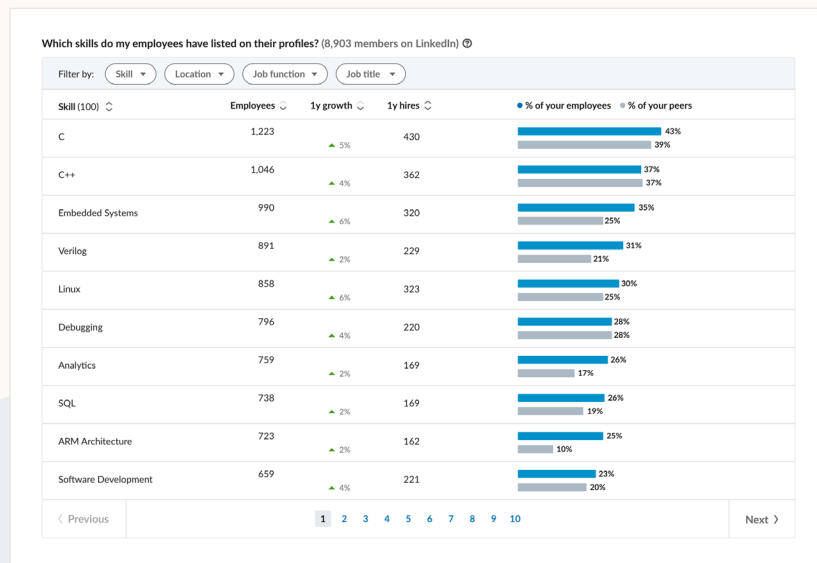 Which skills do my employees have listed on their profiles? (8,903 members on LinkedIn)
Filter by: Skill Location Job function Job title
Skill (100) Employees 1y growth 1y hires % of your employees % of your peers
C 1,223 5% 430 43% 39%
C++ 1,046 4% 362 37% 37%
Embedded Systems 990 6% 320 35% 25%
Verilog 891 2% 229 31% 21%
Linux 858 6% 323 30% 25%
Debugging 796 4% 220 28% 28%
Analytics 759 2% 169 26% 17%
SQL 738 2% 169 26% 19%
ARM Architecture 723 2% 162 25% 10%
Software Development 659 4% 221 23% 20%
Previous 1 2 3 4 5 6 7 8 9 10 Next